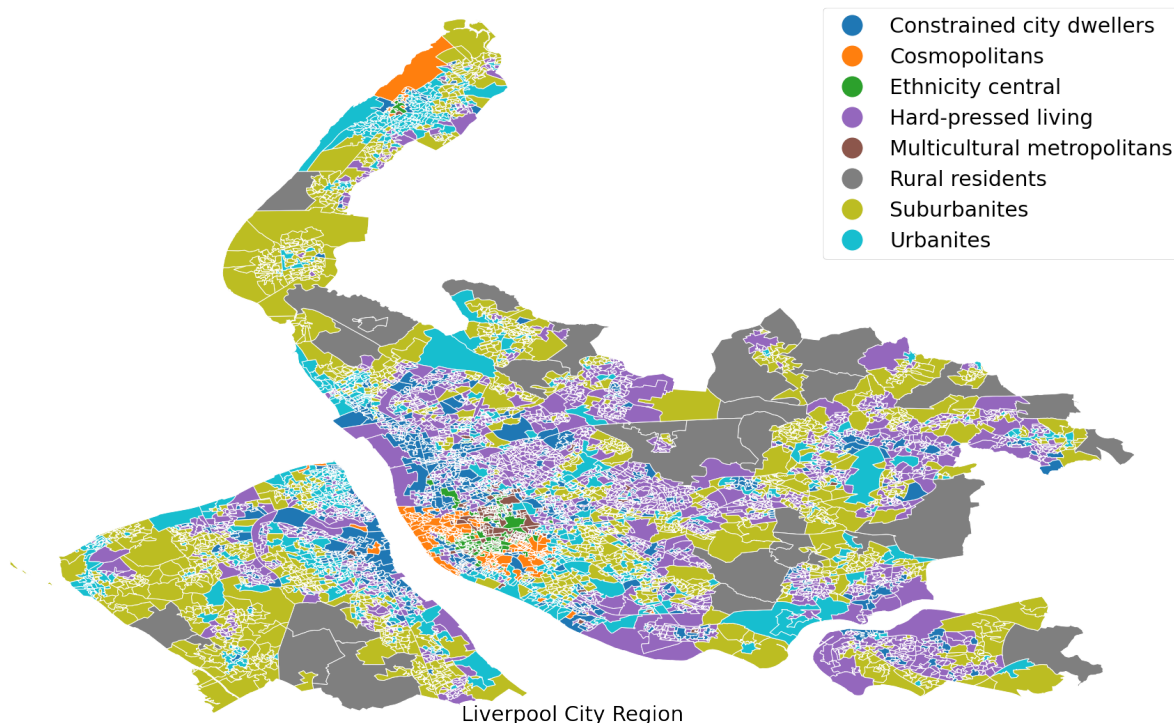 Constrained city dwellers
Cosmopolitans
Ethnicity central
Hard-pressed living
Multicultural metropolitans
Rural residents
Suburbanites
Urbanites
Liverpool City Region